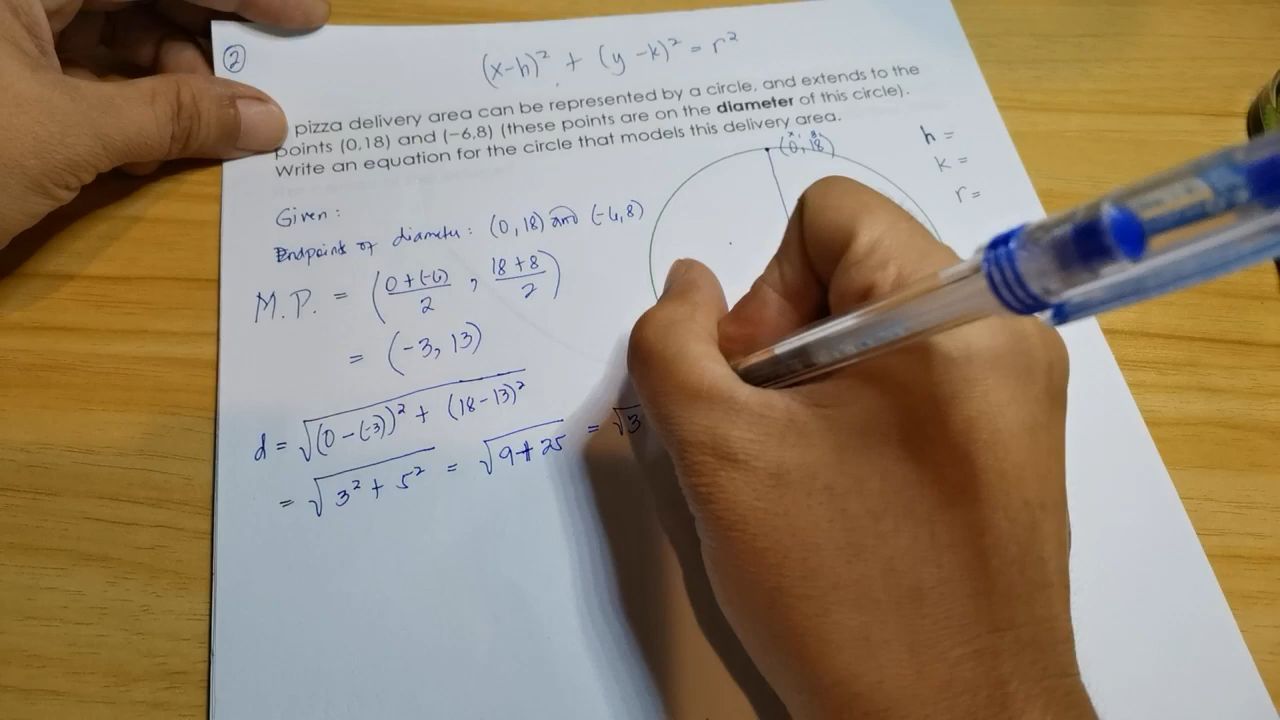 ②
(x-h)² + (y-k)² = r²
pizza delivery area can be represented by a circle, and extends to the
points (0,18) and (−6,8) (these points are on the diameter of this circle).
Write an equation for the circle that models this delivery area.
(0,18)
h =
k =
r =
Given:
Endpoints of diameter: (0,18) and (-6,8)
M.P. = (0+(-6)/2, 18+8/2)
= (-3, 13)
d = √(0-(-3))² + (18-13)²
= √3² + 5² = √9+25 = √3